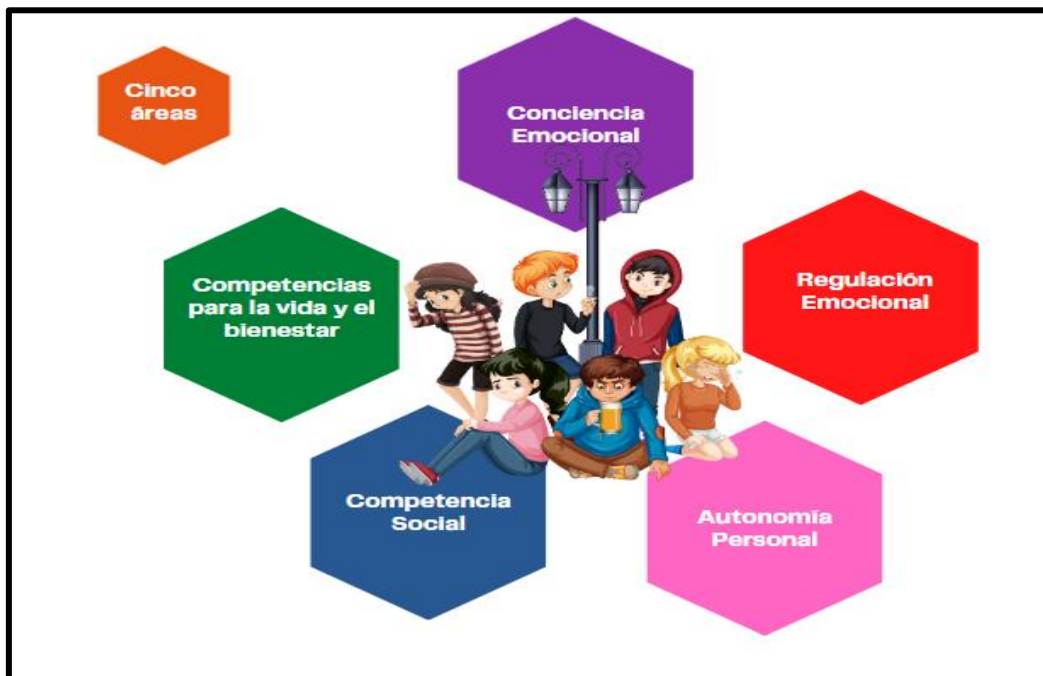 Cinco
áreas
Conciencia
Emocional
Regulación
Emocional
Competencias
para la vida y el
bienestar
Competencia
Social
Autonomía
Personal